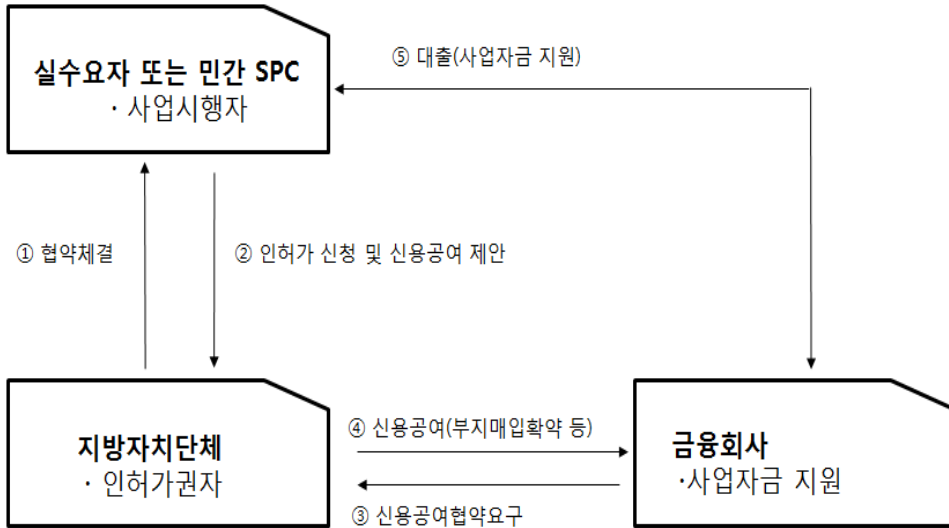 실수요자 또는 민간 SPC
· 사업시행자
⑤ 대출(사업자금 지원)
① 협약체결
② 인허가 신청 및 신용공여 제안
지방자치단체
· 인허가권자
④ 신용공여(부지매입확약 등)
③ 신용공여협약요구
금융회사
·사업자금 지원